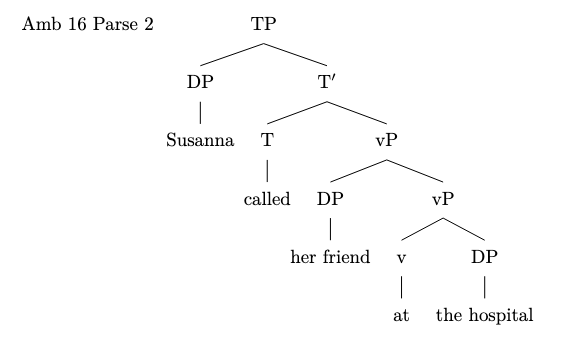 Amb 16 Parse 2 TP
DP T′
Susanna T vP
called DP vP
her friend v DP
at the hospital